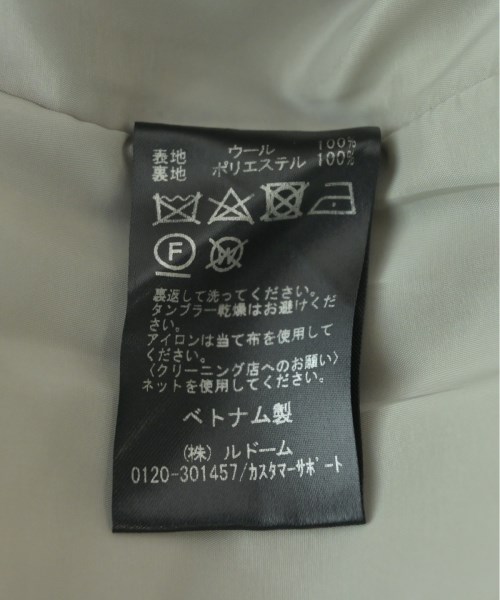 表地 ウール 100%
裏地 ポリエステル 100%
F W
裏返して洗ってください。
タンブラー乾燥はお避けくだ
さい。
アイロンは当て布を使用して
ください。
〈クリーニング店へのお願い〉
ネットを使用してください。
ベトナム製
(株) ルドーム
0120-301457/カスタマーサポート